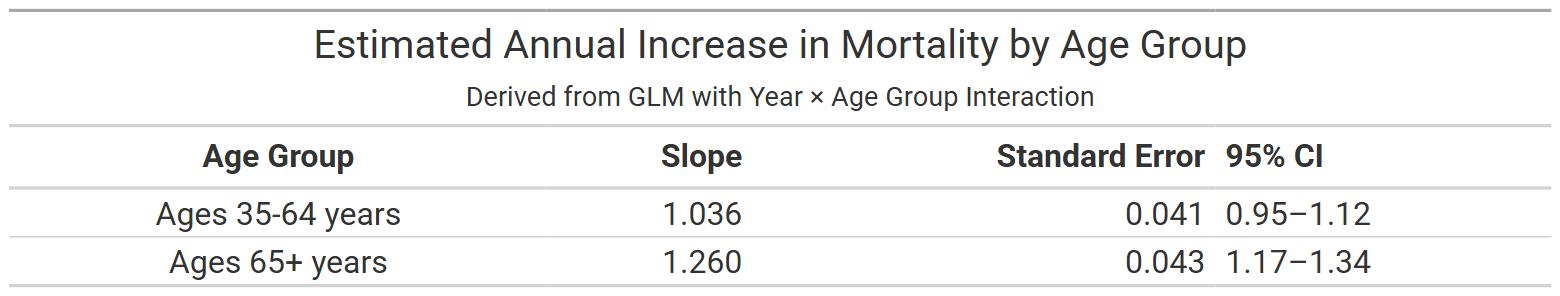 Estimated Annual Increase in Mortality by Age Group
Derived from GLM with Year × Age Group Interaction
Age Group Slope Standard Error 95% CI
Ages 35-64 years 1.036 0.041 0.95–1.12
Ages 65+ years 1.260 0.043 1.17–1.34